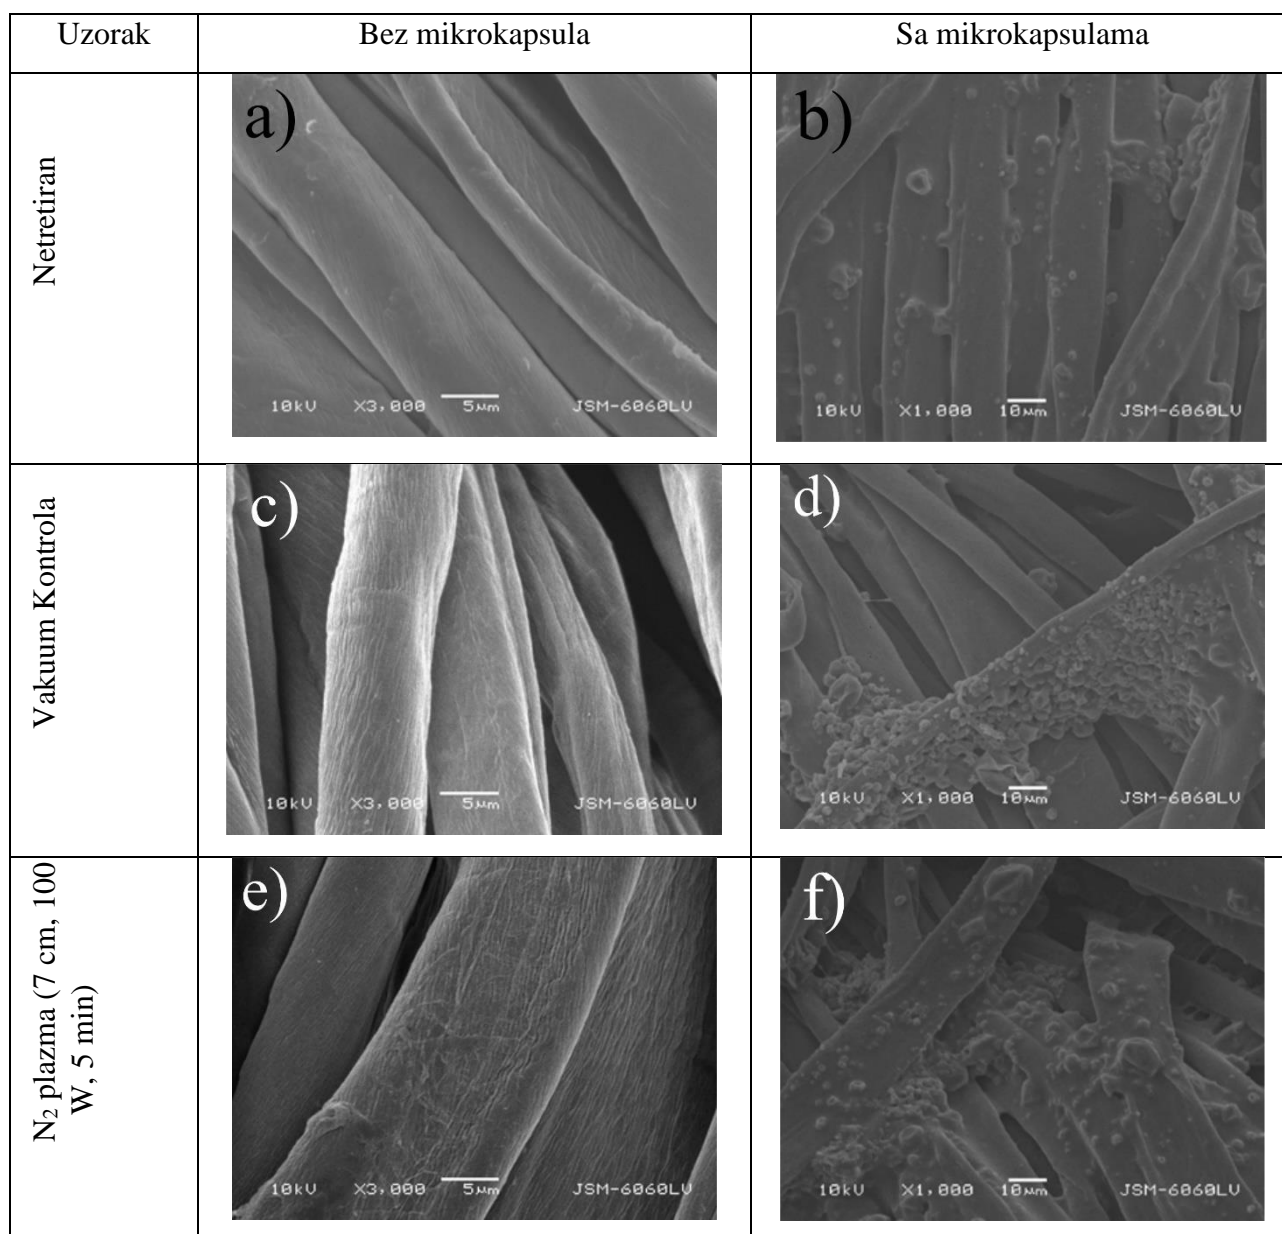 Uzorak
Bez mikrokapsula
Sa mikrokapsulama
Netretiran
a)
10kV X3,000 5µm JSM-6060LV
b)
10kV X1,000 10µm JSM-6060LV
Vakuum Kontrola
c)
10kV X3,000 5µm JSM-6060LV
d)
10kV X1,000 10µm JSM-6060LV
N₂ plazma (7 cm, 100
W, 5 min)
e)
10kV X3,000 5µm JSM-6060LV
f)
10kV X1,000 10µm JSM-6060LV